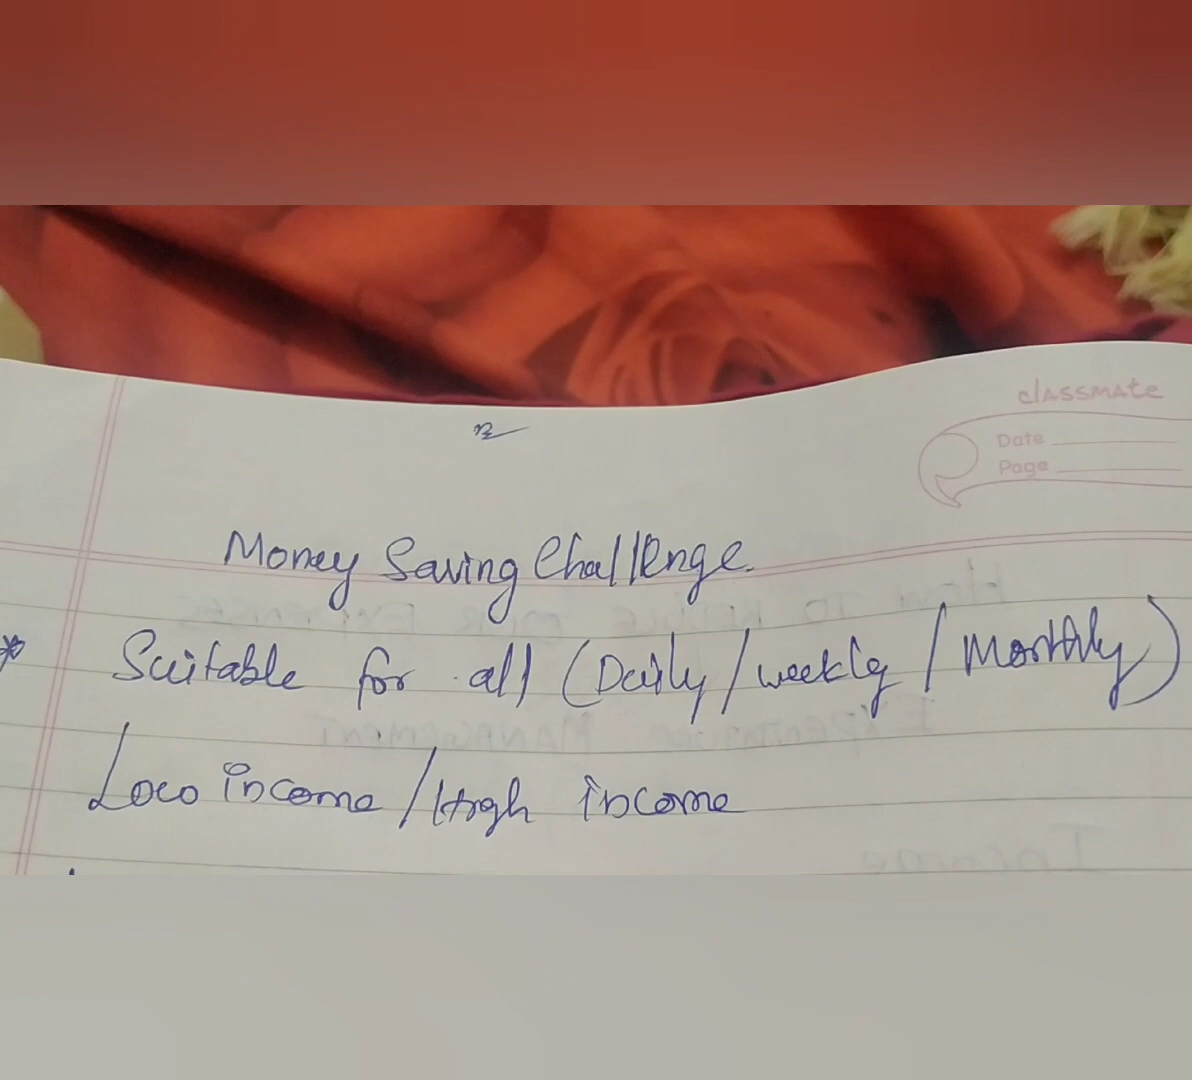 classmate
Date
Page
Money Saving Challenge.
Suitable for all (Daily/weekly/Monthly)
Low income/High income